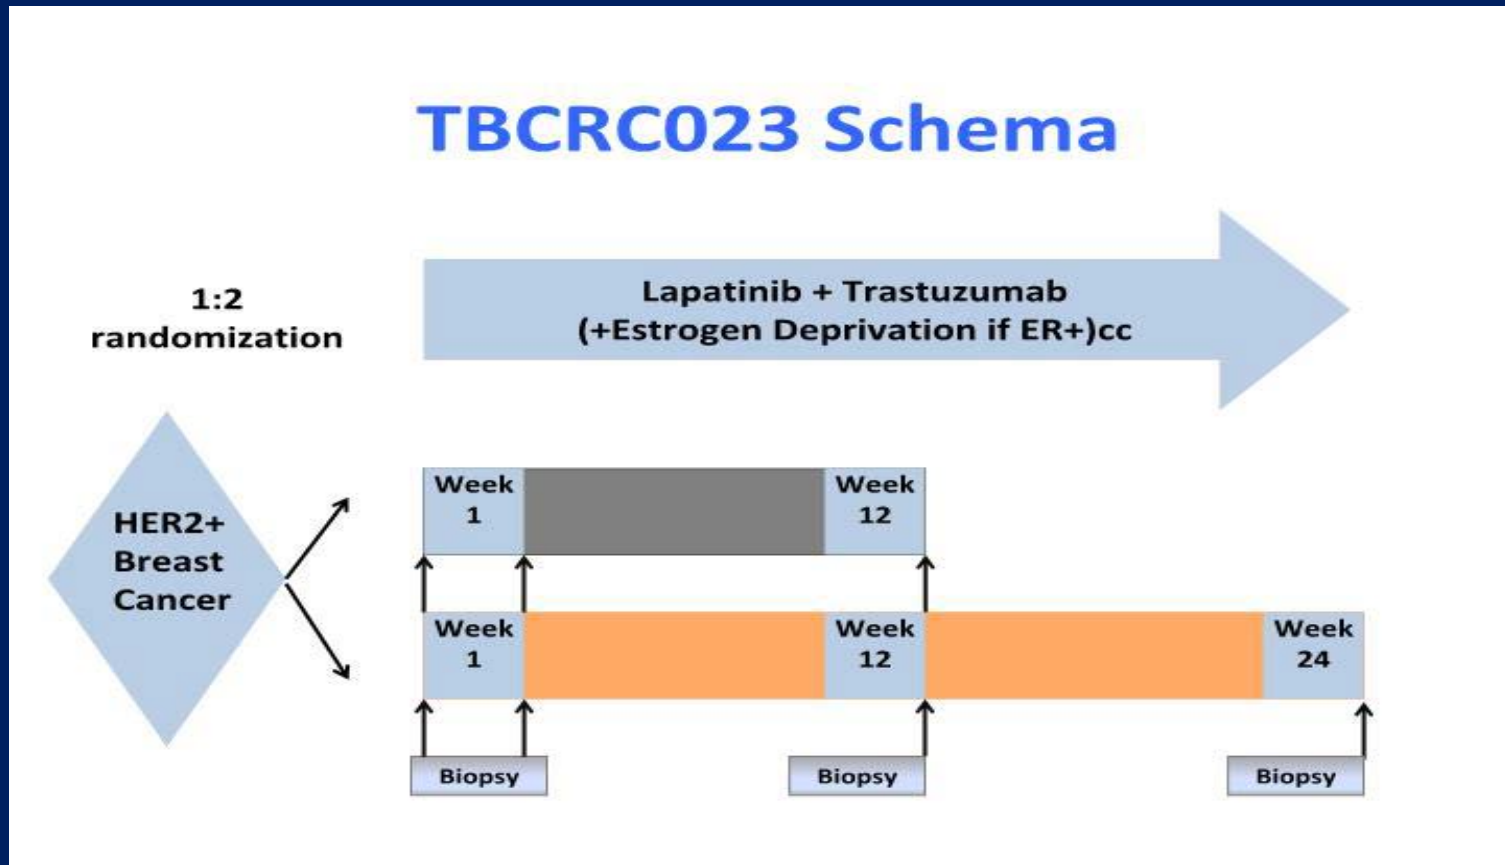 TBCRC023 Schema
1:2
randomization
Lapatinib + Trastuzumab
(+Estrogen Deprivation if ER+)cc
HER2+
Breast
Cancer
Week
1
Week
12
Week
1
Week
12
Week
24
Biopsy
Biopsy
Biopsy